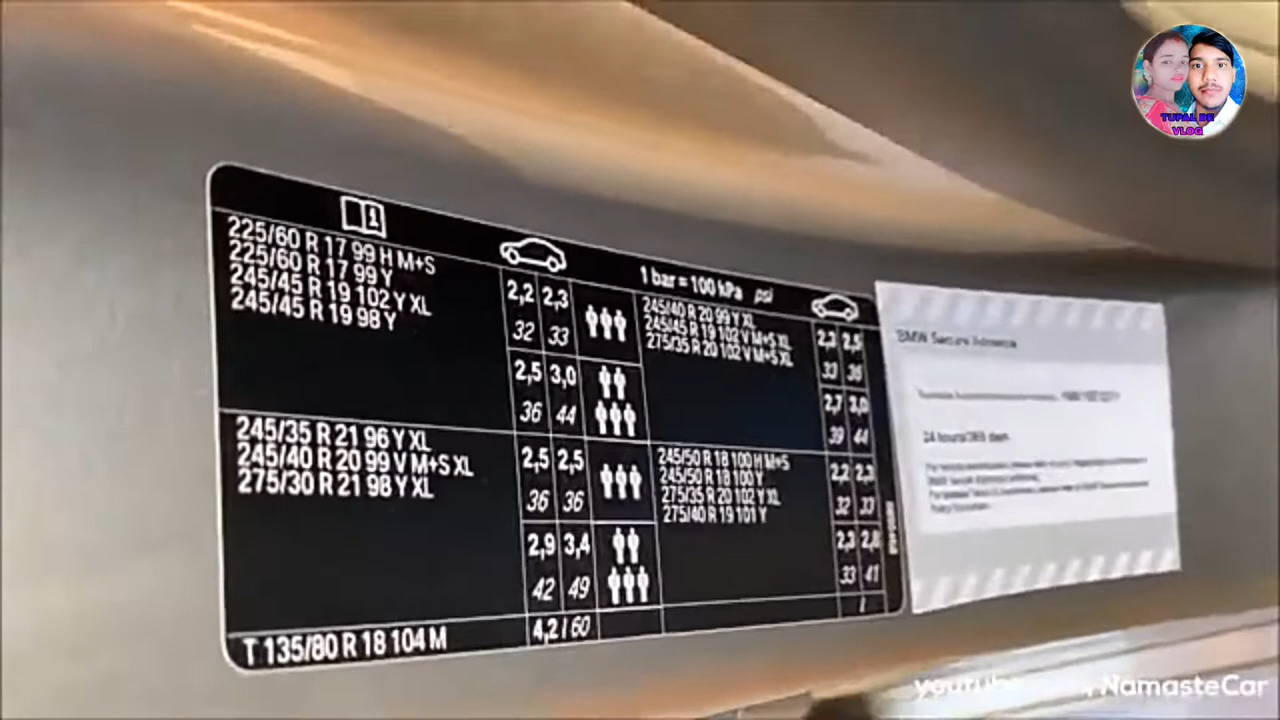 TUPAL DE
VLOG
1 bar = 100 kPa psi
225/60 R 17 99 H M+S
225/60 R 17 99 Y
245/45 R 19 102 Y XL
245/45 R 19 98 Y
2,2 2,3
32 33
2,5 3,0
36 44
245/40 R 20 99 Y XL
245/45 R 19 102 V M+S XL
275/35 R 20 102 V M+S XL
2,3 2,5
33 36
2,7 3,0
39 44
245/35 R 21 96 Y XL
245/40 R 20 99 V M+S XL
275/30 R 21 98 Y XL
2,5 2,5
36 36
2,9 3,4
42 49
245/50 R 18 100 H M+S
245/50 R 18 100 Y
275/35 R 20 102 Y XL
275/40 R 19 101 Y
2,2 2,3
32 33
2,3 2,8
33 41
T 135/80 R 18 104 M
4,2 / 60
/
BMW Secure Advance
24 hours/365 days
NamasteCar